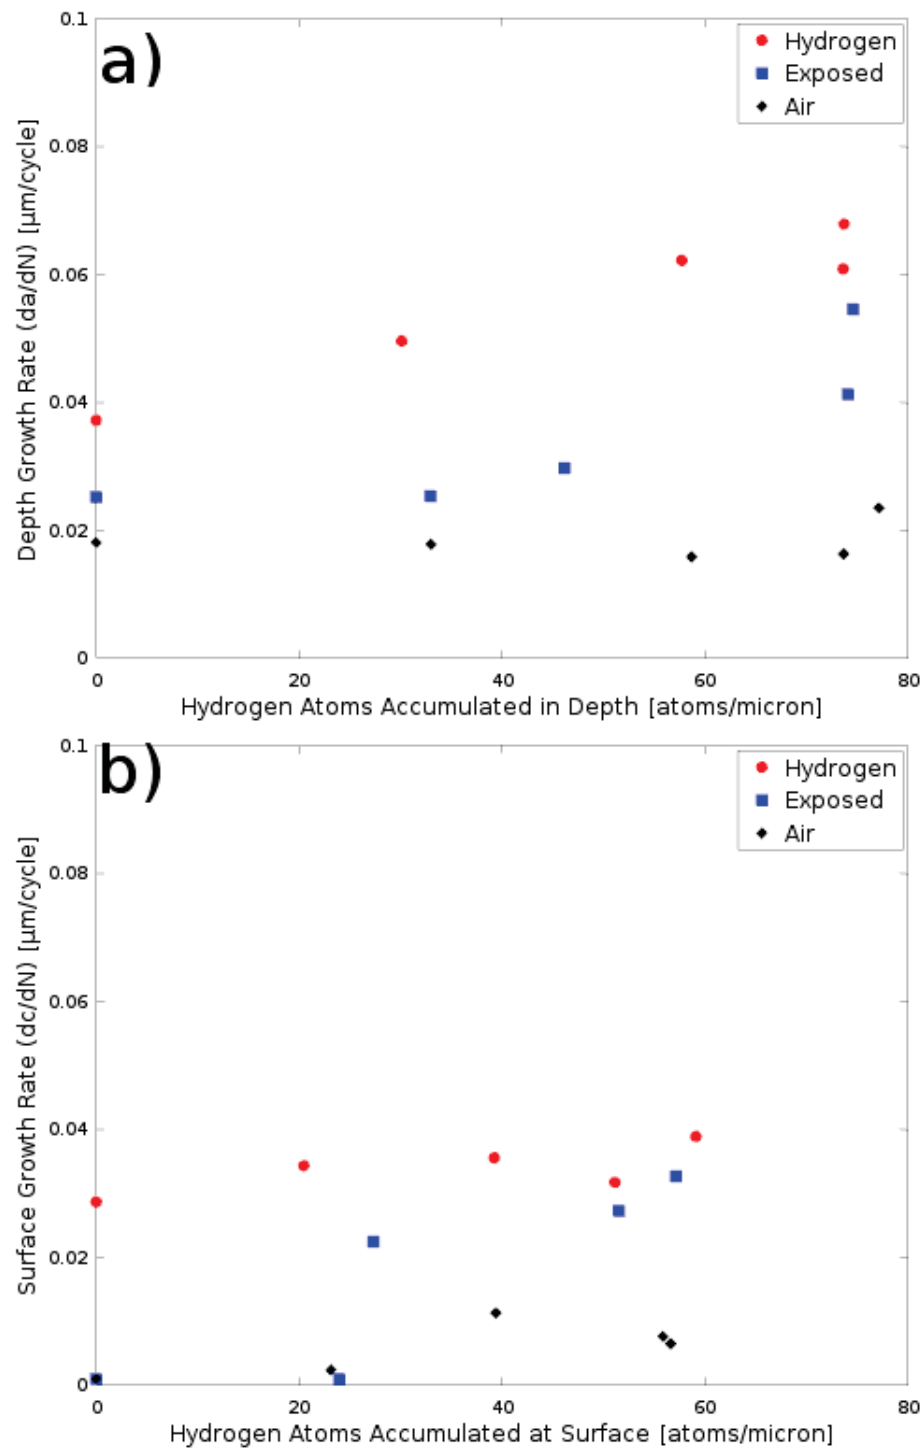 a)
Hydrogen
Exposed
Air
0.1
0.08
0.06
0.04
0.02
0
Depth Growth Rate (da/dN) [µm/cycle]
0 20 40 60 80
Hydrogen Atoms Accumulated in Depth [atoms/micron]
b)
Hydrogen
Exposed
Air
0.1
0.08
0.06
0.04
0.02
0
Surface Growth Rate (dc/dN) [µm/cycle]
0 20 40 60 80
Hydrogen Atoms Accumulated at Surface [atoms/micron]